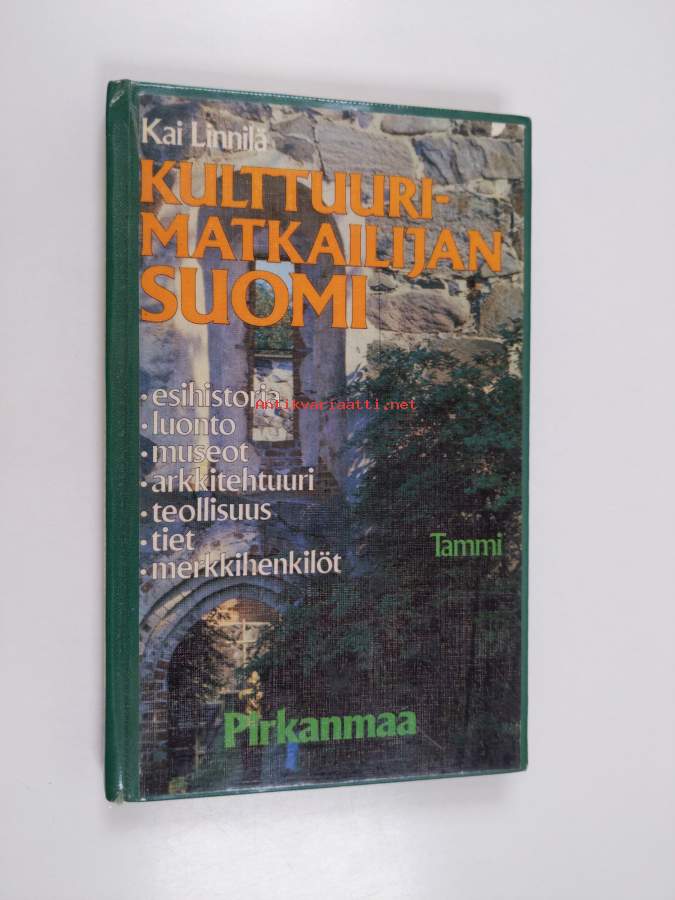 Kai Linnilä
KULTTUURI-
MATKAILIJAN
SUOMI
• esihistoria
Antikvariaatti.net
• luonto
• museot
• arkkitehtuuri
• teollisuus
• tiet
• merkkihenkilöt
Tammi
Pirkanmaa